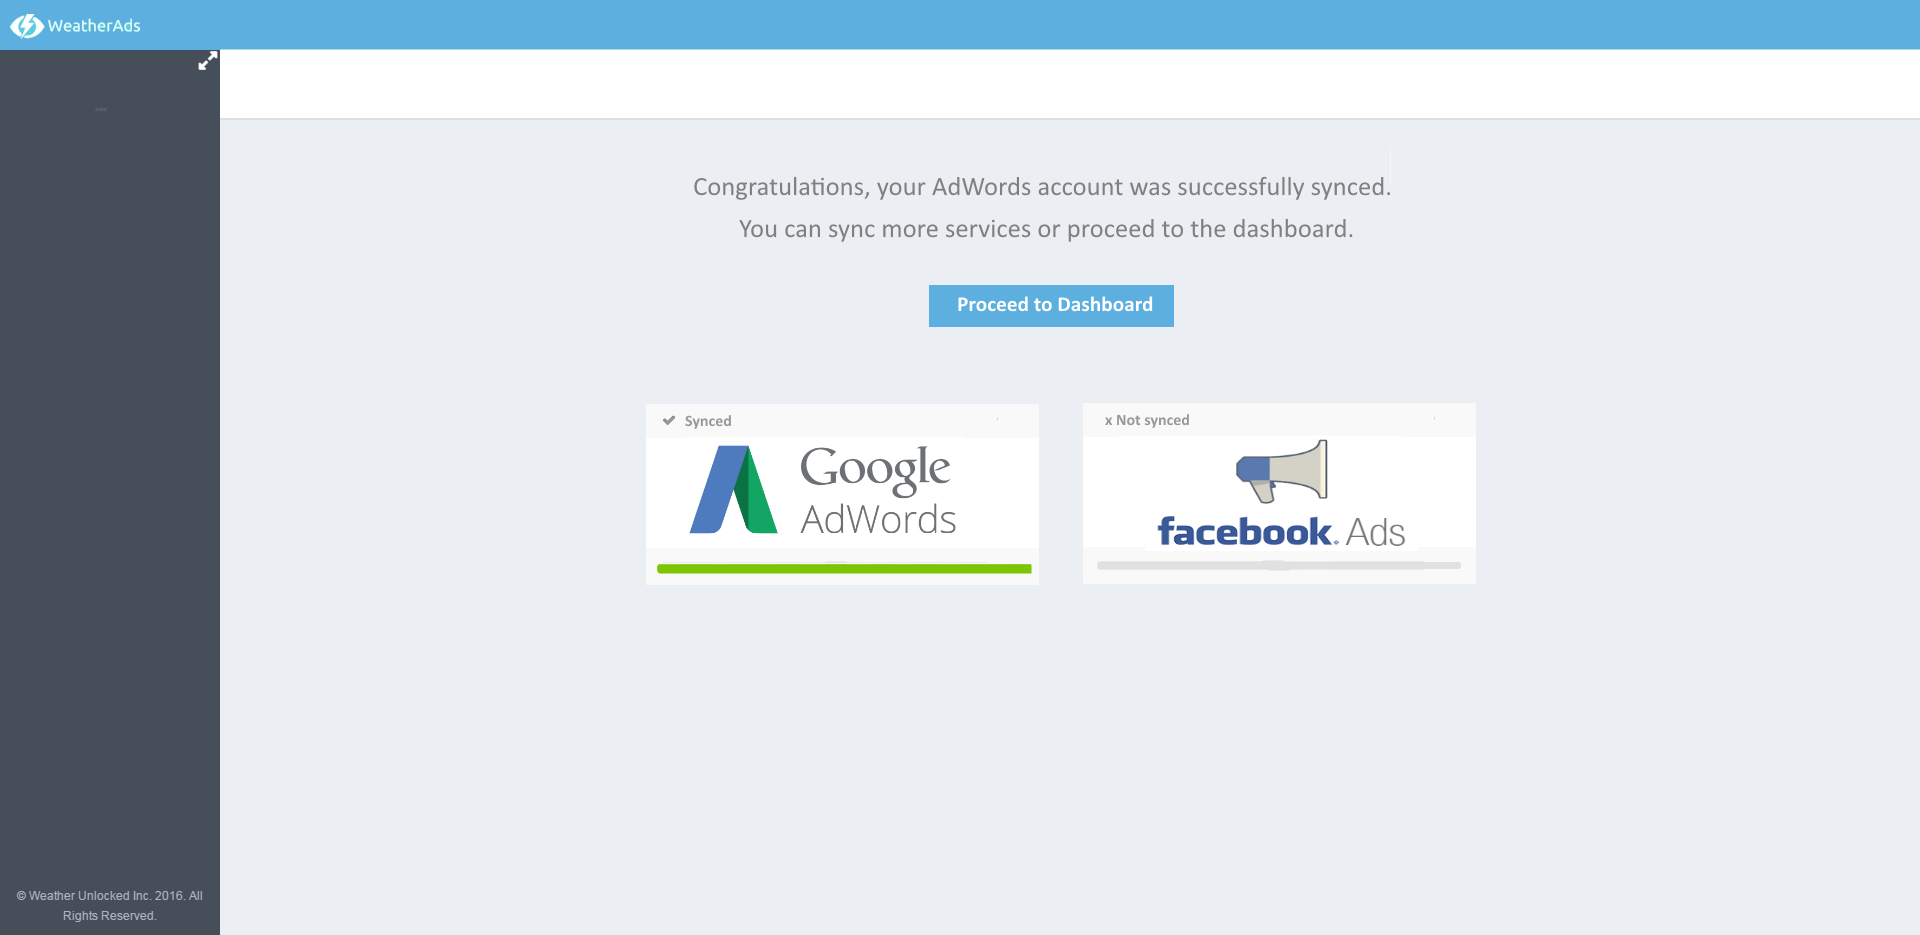 WeatherAds
Congratulations, your AdWords account was successfully synced.
You can sync more services or proceed to the dashboard.
Proceed to Dashboard
Synced
Google
AdWords
x Not synced
facebook. Ads
© Weather Unlocked Inc. 2016. All
Rights Reserved.